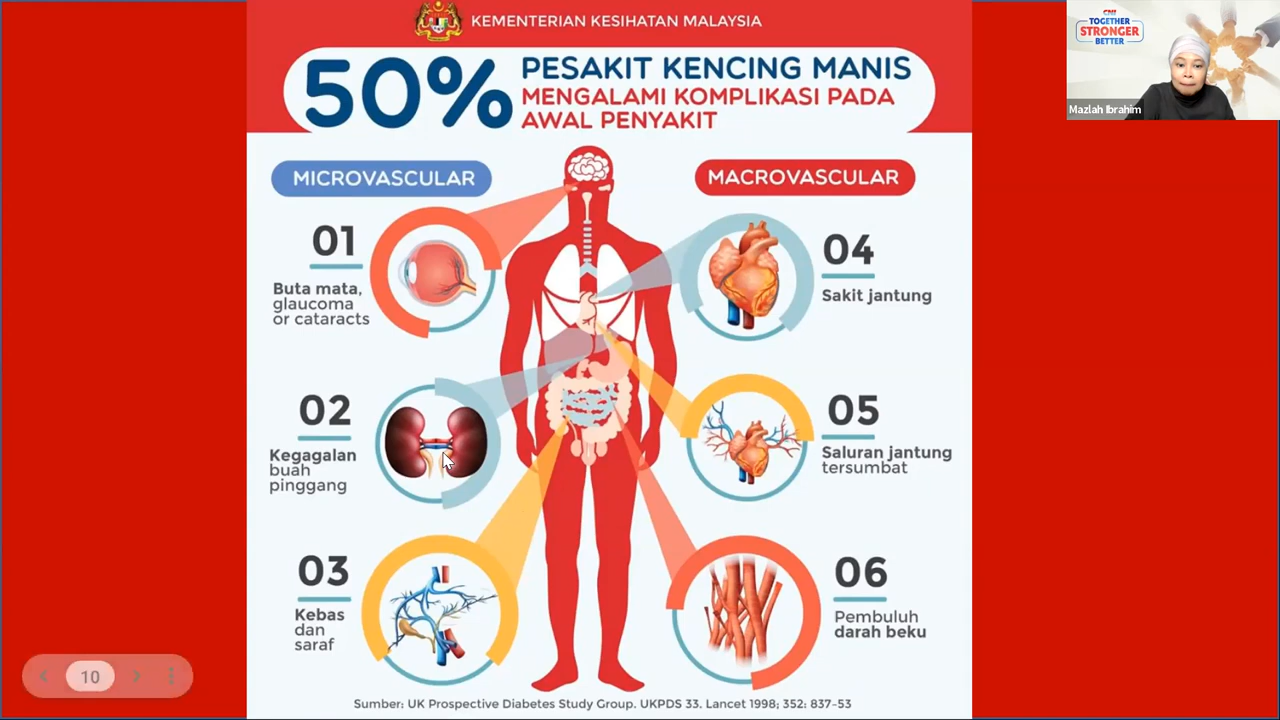 KEMENTERIAN KESIHATAN MALAYSIA
50%
PESAKIT KENCING MANIS
MENGALAMI KOMPLIKASI PADA
AWAL PENYAKIT
MICROVASCULAR
01
Buta mata,
glaucoma
or cataracts
02
Kegagalan
buah
pinggang
03
Kebas
dan
saraf
MACROVASCULAR
04
Sakit jantung
05
Saluran jantung
tersumbat
06
Pembuluh
darah beku
Sumber: UK Prospective Diabetes Study Group. UKPDS 33. Lancet 1998; 352: 837-53
10
CNI
TOGETHER
STRONGER
BETTER
Mazlah Ibrahim